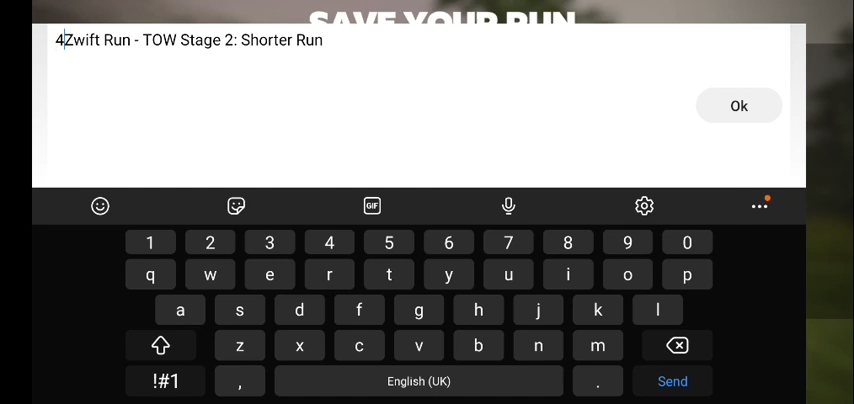 SAVE YOUR RUN
4Zwift Run - TOW Stage 2: Shorter Run
Ok
GIF
1 2 3 4 5 6 7 8 9 0
q w e r t y u i o p
a s d f g h j k l
z x c v b n m
!#1 , English (UK) . Send